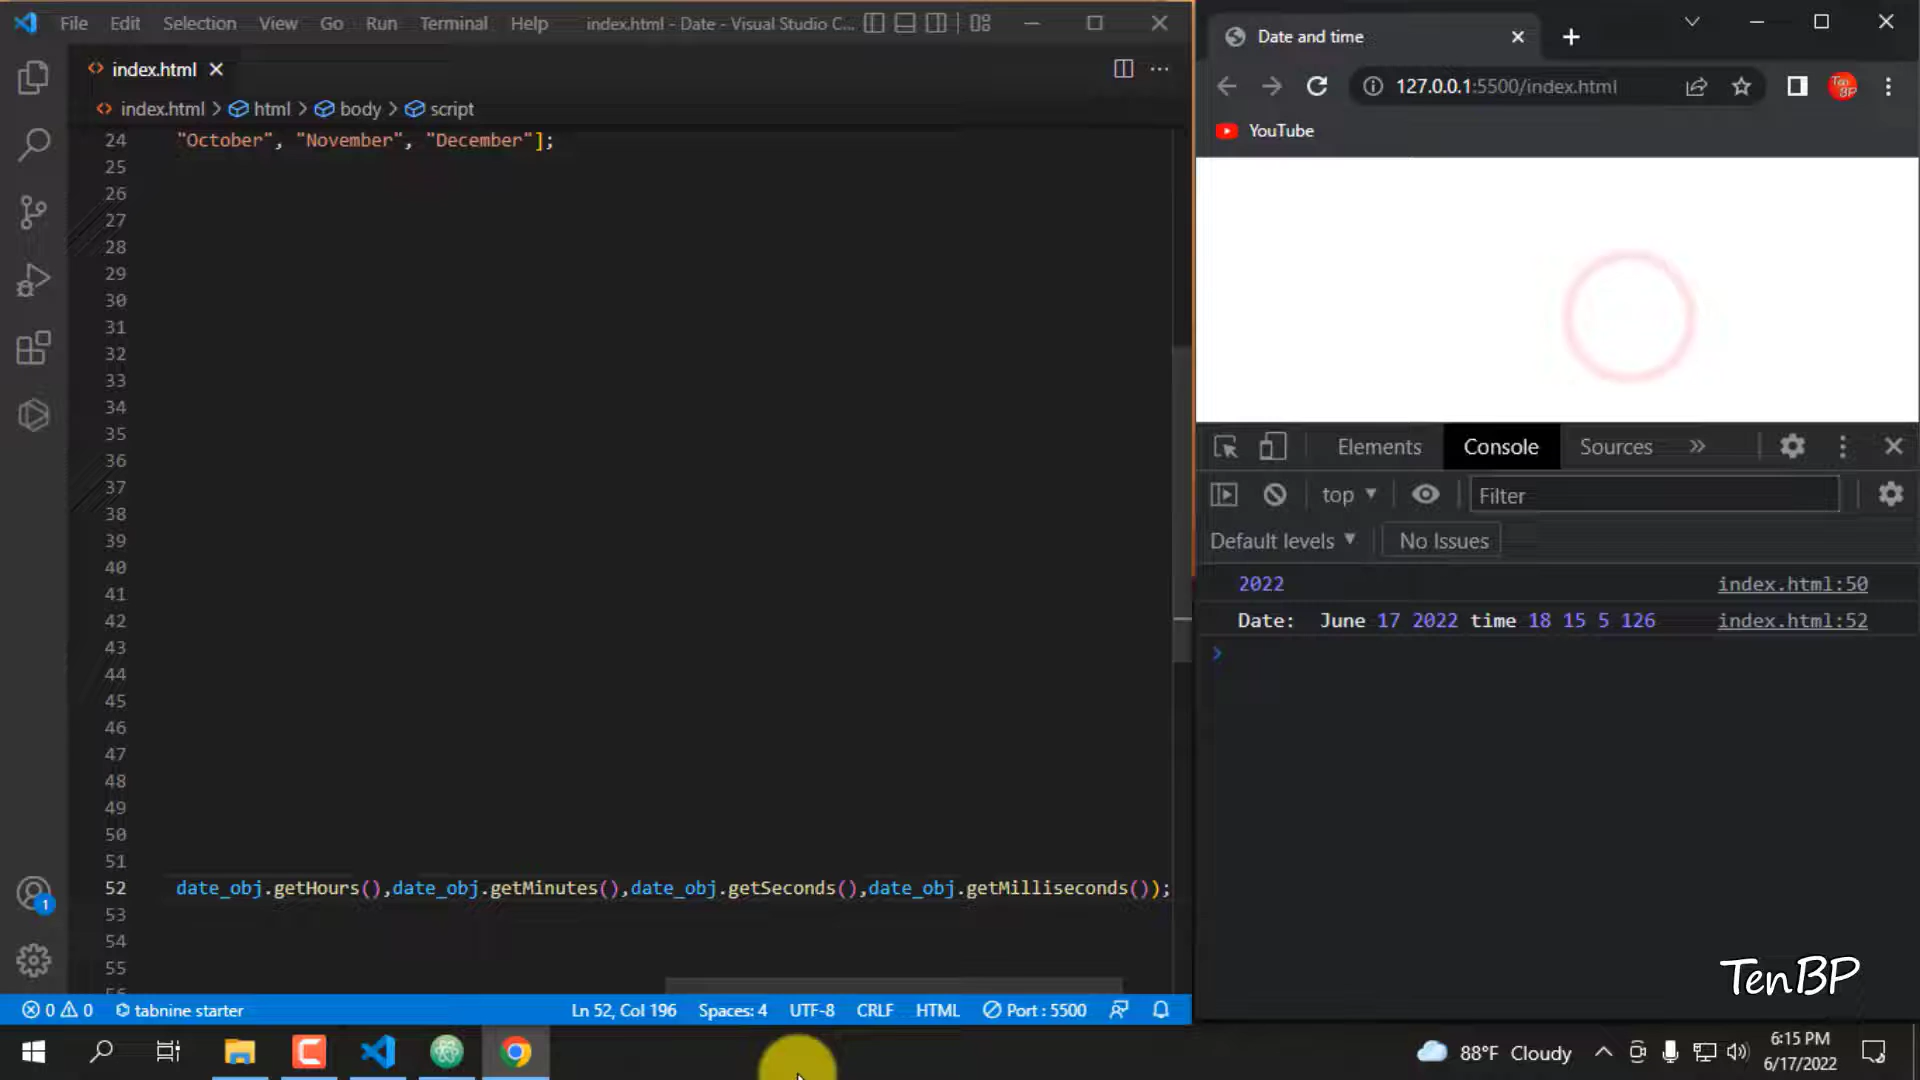 File Edit Selection View Go Run Terminal Help index.html - Date - Visual Studio C...
index.html
index.html > html > body > script
24 "October", "November", "December"];
25
26
27
28
29
30
31
32
33
34
35
36
37
38
39
40
41
42
43
44
45
46
47
48
49
50
51
52 date_obj.getHours(),date_obj.getMinutes(),date_obj.getSeconds(),date_obj.getMilliseconds());
53
54
55
1
0 0 tabnine starter Ln 52, Col 196 Spaces: 4 UTF-8 CRLF HTML Port : 5500
Date and time
127.0.0.1:5500/index.html
Ten BP
YouTube
Elements Console Sources »
top Filter
Default levels No Issues
2022 index.html:50
Date: June 17 2022 time 18 15 5 126 index.html:52
>
TenBP
88°F Cloudy
6:15 PM
6/17/2022